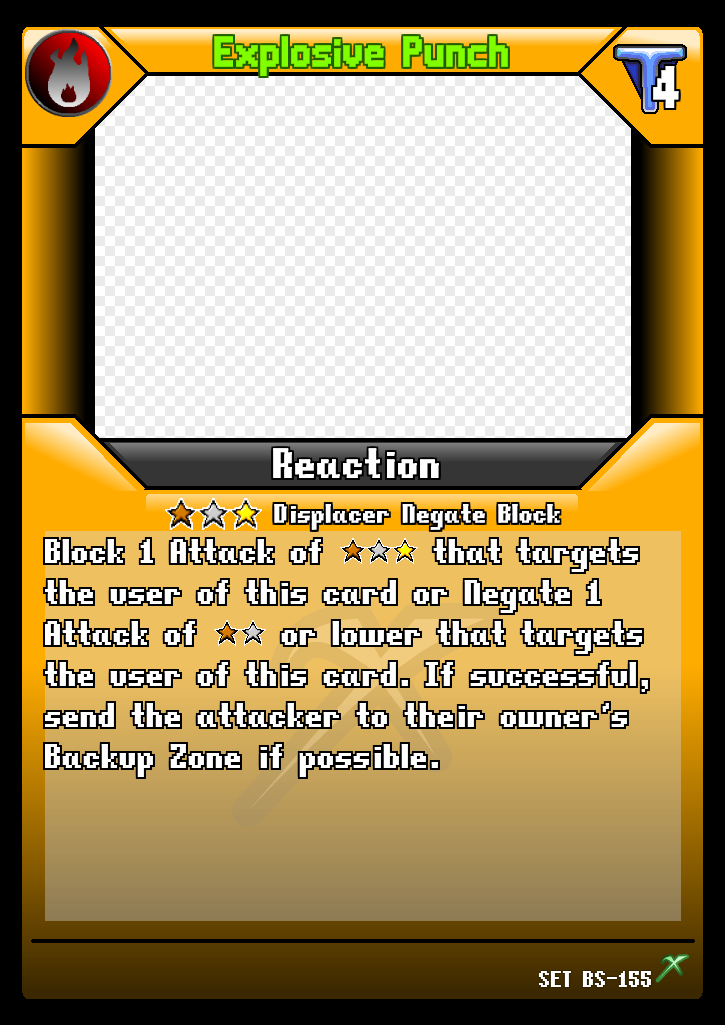 Explosive Punch
T4
Reaction
★★★ Displacer Negate Block
Block 1 Attack of ★★★ that targets
the user of this card or Negate 1
Attack of ★★ or lower that targets
the user of this card. If successful,
send the attacker to their owner's
Backup Zone if possible.
SET BS-155